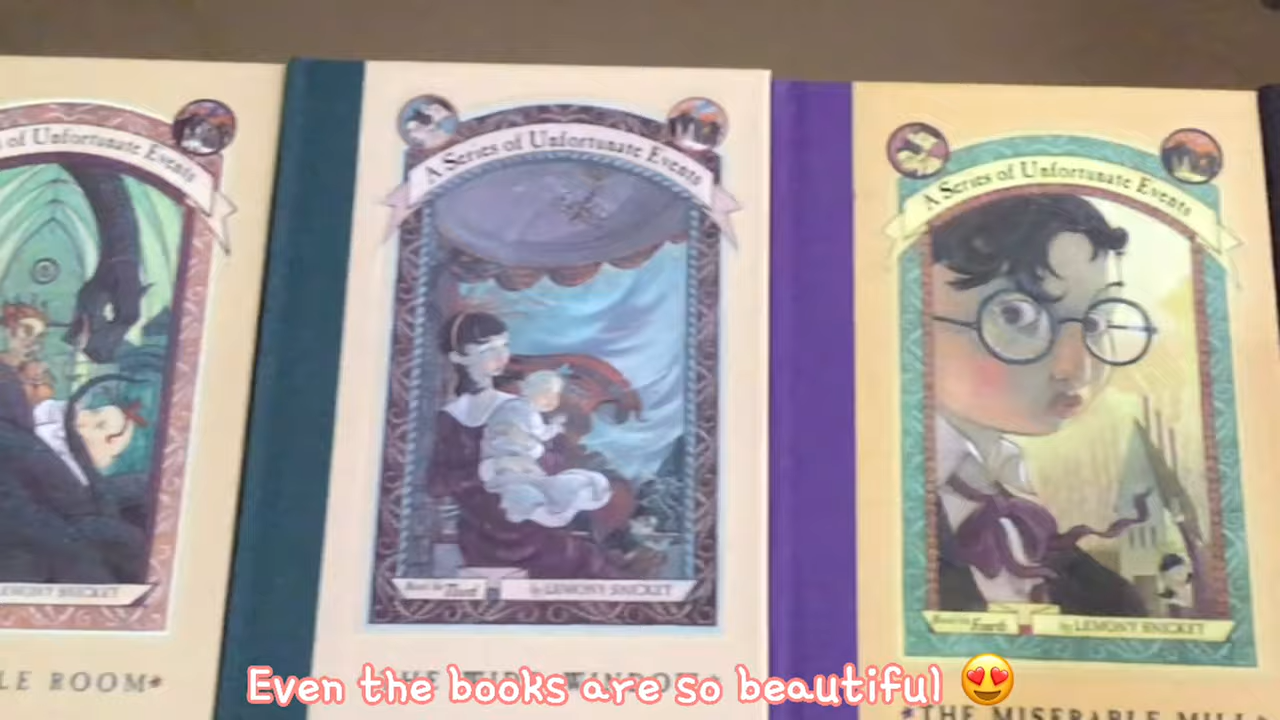 of Unfortunate Events
LEMONY SNICKET
LE ROOM*
A Series of Unfortunate Events
Book the Third
by LEMONY SNICKET
A Series of Unfortunate Events
Book the Fourth
by LEMONY SNICKET
*THE MISERABLE MILL
Even the books are so beautiful 😍